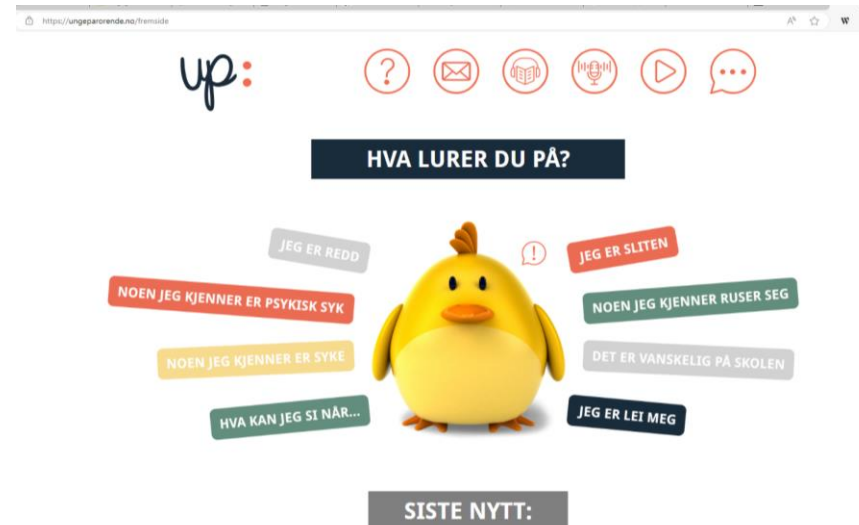 https://ungeparorende.no/fremside
up:
HVA LURER DU PÅ?
JEG ER REDD
JEG ER SLITEN
NOEN JEG KJENNER ER PSYKISK SYK
NOEN JEG KJENNER RUSER SEG
NOEN JEG KJENNER ER SYKE
DET ER VANSKELIG PÅ SKOLEN
HVA KAN JEG SI NÅR...
JEG ER LEI MEG
SISTE NYTT: